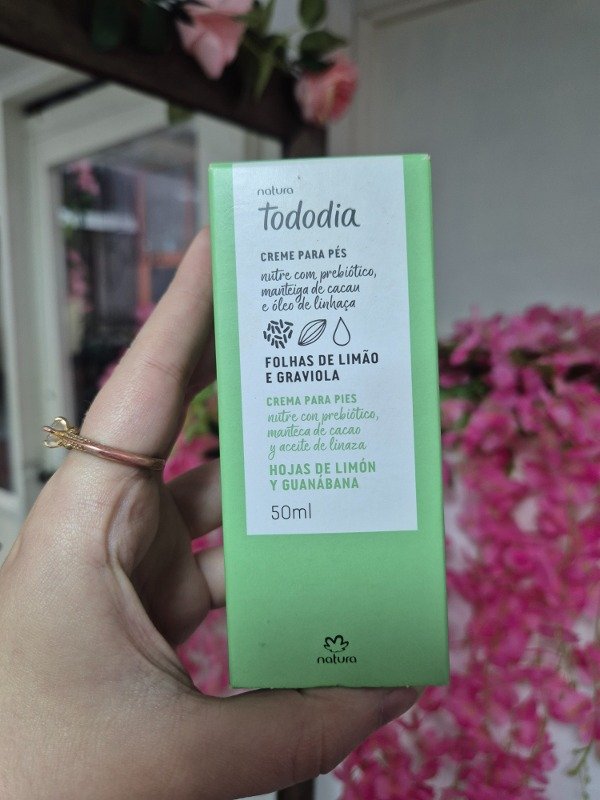 natura
Tododia
CREME PARA PÉS
nutre com prebiótico,
manteiga de cacau
e óleo de linhaça
FOLHAS DE LIMÃO
E GRAVIOLA
CREMA PARA PIES
nutre con prebiótico,
manteca de cacao
y aceite de linaza
HOJAS DE LIMÓN
Y GUANÁBANA
50ml
natura